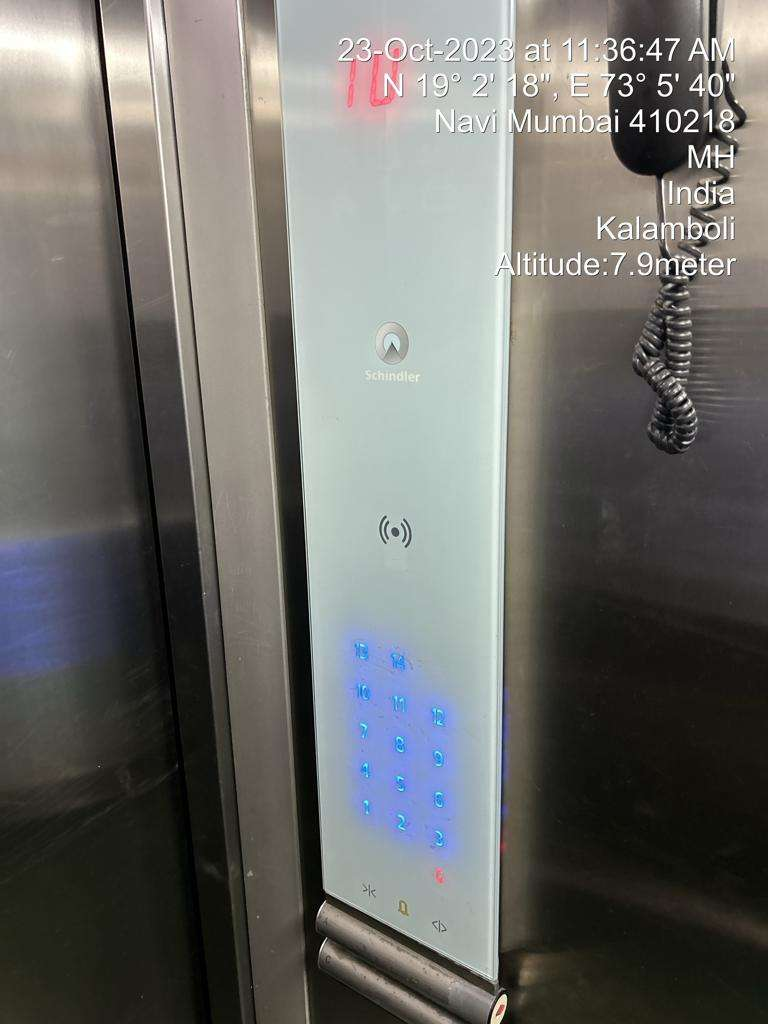 23-Oct-2023 at 11:36:47 AM
N 19° 2' 18", E 73° 5' 40"
Navi Mumbai 410218
MH
India
Kalamboli
Altitude:7.9meter
10
Schindler
13 14
10 11 12
7 8 9
4 5 6
1 2 3
G
>|<
<|>